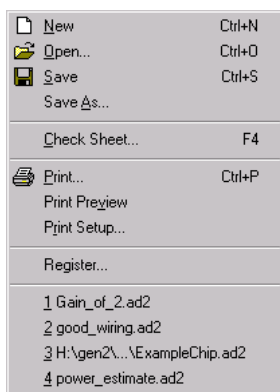 New Ctrl+N
Open... Ctrl+O
Save Ctrl+S
Save As...
Check Sheet... F4
Print... Ctrl+P
Print Preview
Print Setup...
Register...
1 Gain_of_2.ad2
2 good_wiring.ad2
3 H:\gen2\...\ExampleChip.ad2
4 power_estimate.ad2